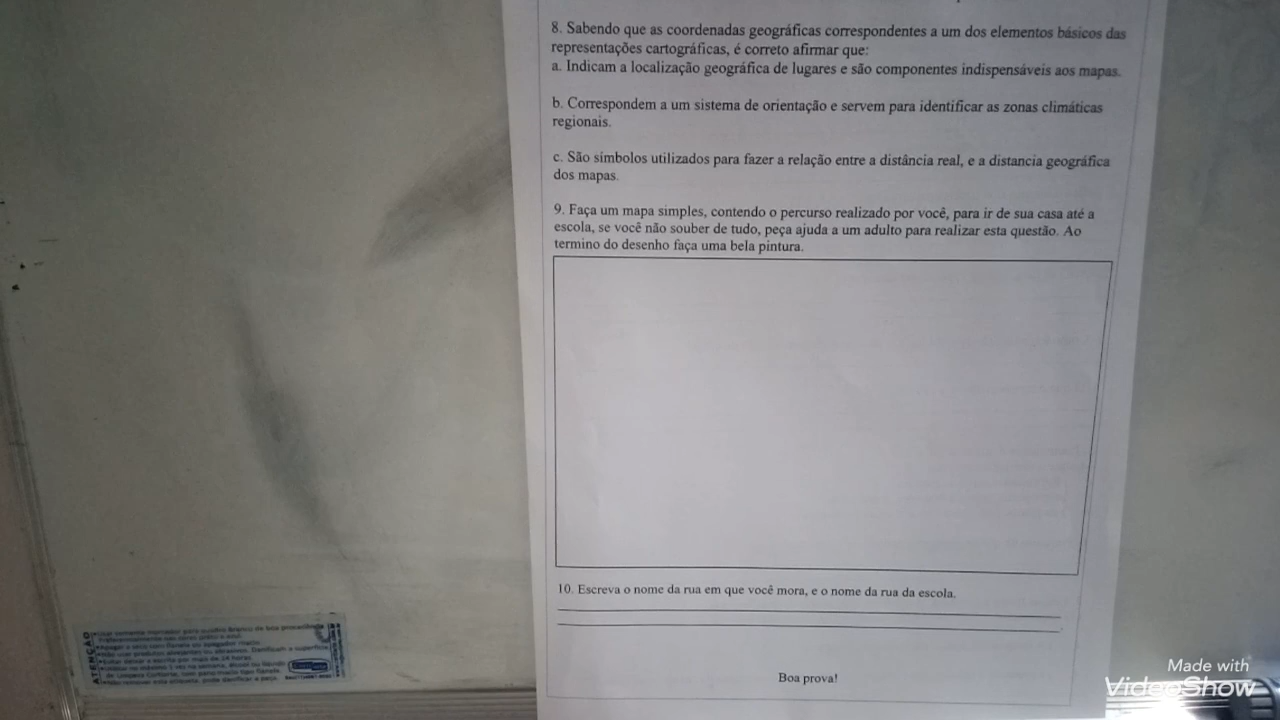 8. Sabendo que as coordenadas geográficas correspondentes a um dos elementos básicos das
representações cartográficas, é correto afirmar que:
a. Indicam a localização geográfica de lugares e são componentes indispensáveis aos mapas.
b. Correspondem a um sistema de orientação e servem para identificar as zonas climáticas
regionais.
c. São símbolos utilizados para fazer a relação entre a distância real, e a distancia geográfica
dos mapas.
9. Faça um mapa simples, contendo o percurso realizado por você, para ir de sua casa até a
escola, se você não souber de tudo, peça ajuda a um adulto para realizar esta questão. Ao
termino do desenho faça uma bela pintura.
10. Escreva o nome da rua em que você mora, e o nome da rua da escola.
Boa prova!
ATENÇÃO
Made with
VideoShow